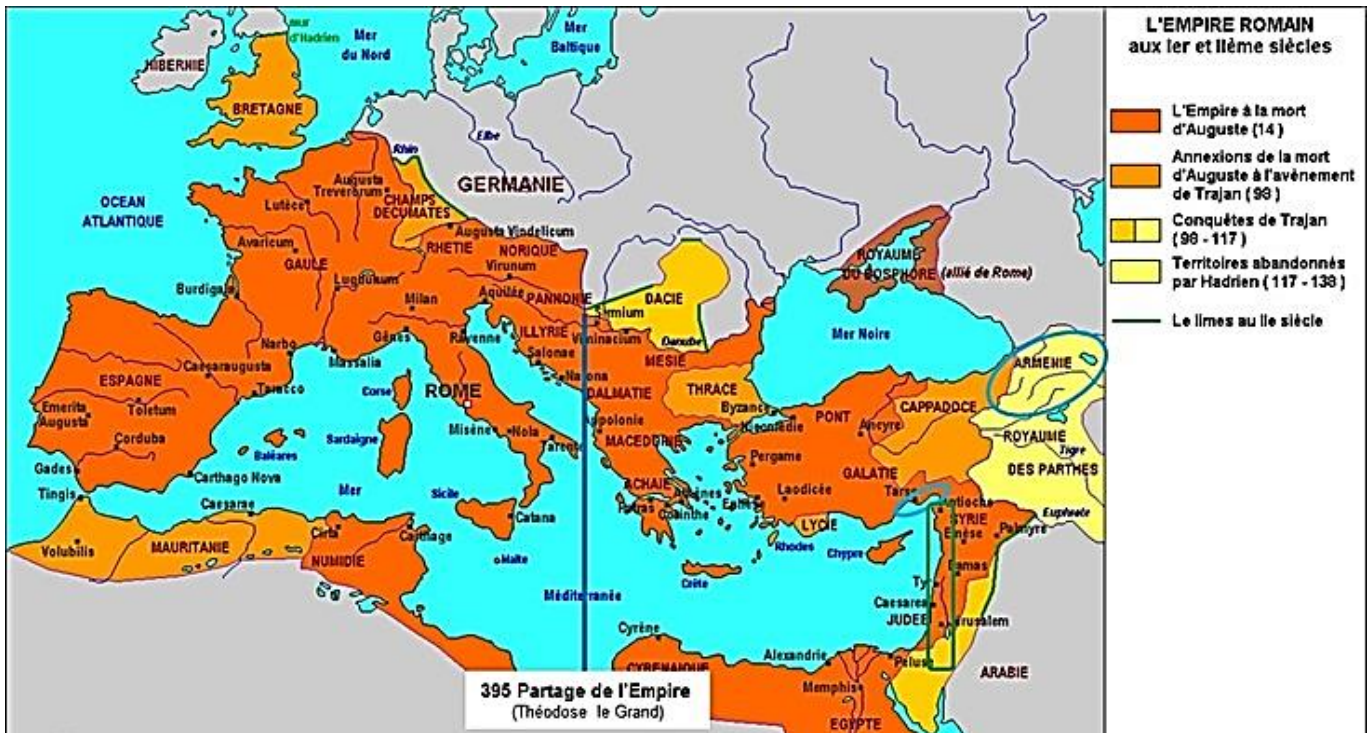 L'EMPIRE ROMAIN
aux Ier et IIème siècles
L'Empire à la mort
d'Auguste (14)
Annexions de la mort
d'Auguste à l'avènement
de Trajan (98)
Conquêtes de Trajan
(98 - 117)
Territoires abandonnés
par Hadrien (117 - 138)
Le limes au IIe siècle
mur
d'Hadrien
Mer
du Nord
Mer
Baltique
HIBERNIE
BRETAGNE
Elbe
Rhin
GERMANIE
OCEAN
ATLANTIQUE
Augusta
Treverorum
Lutèce
CHAMPS
DECUMATES
Augusta Vindelicum
Avaricum
GAULE
RHETIE
NORIQUE
Virunum
ROYAUME
DU BOSPHORE (allié de Rome)
Burdigala
Lugdunum
Milan
Aquilée
PANNONIE
DACIE
Sirmium
Mer Noire
Gênes
Ravenne
ILLYRIE
Viminacium
Danube
Narbo
Massalia
Salonae
MESIE
ARMENIE
Caesaraugusta
ESPAGNE
Tarraco
Corse
ROME
Narona
DALMATIE
THRACE
Byzance
PONT
CAPPADOCE
Emerita
Augusta
Toletum
Appolonie
Nicomédie
Ancyre
ROYAUME
Tigre
DES PARTHES
Corduba
Sardaigne
Misène
Nola
Tarente
MACEDOINE
Pergame
GALATIE
Baléares
Gades
Carthago Nova
ACHAIE
Athènes
Laodicée
Tarse
Tingis
Caesarae
Mer
Sicile
Patras
Corinthe
Ephèse
Antioche
Euphrate
Catana
LYCIE
SYRIE
Emèse
Palmyre
Volubilis
MAURITANIE
Cirta
Carthage
Rhodes
Chypre
NUMIDIE
Malte
Crète
Damas
Tyr
Méditerranée
Caesarea
JUDEE
Jérusalem
Cyrène
Alexandrie
Peluse
CYRENAIQUE
Memphis
ARABIE
EGYPTE
395 Partage de l'Empire
(Théodose le Grand)